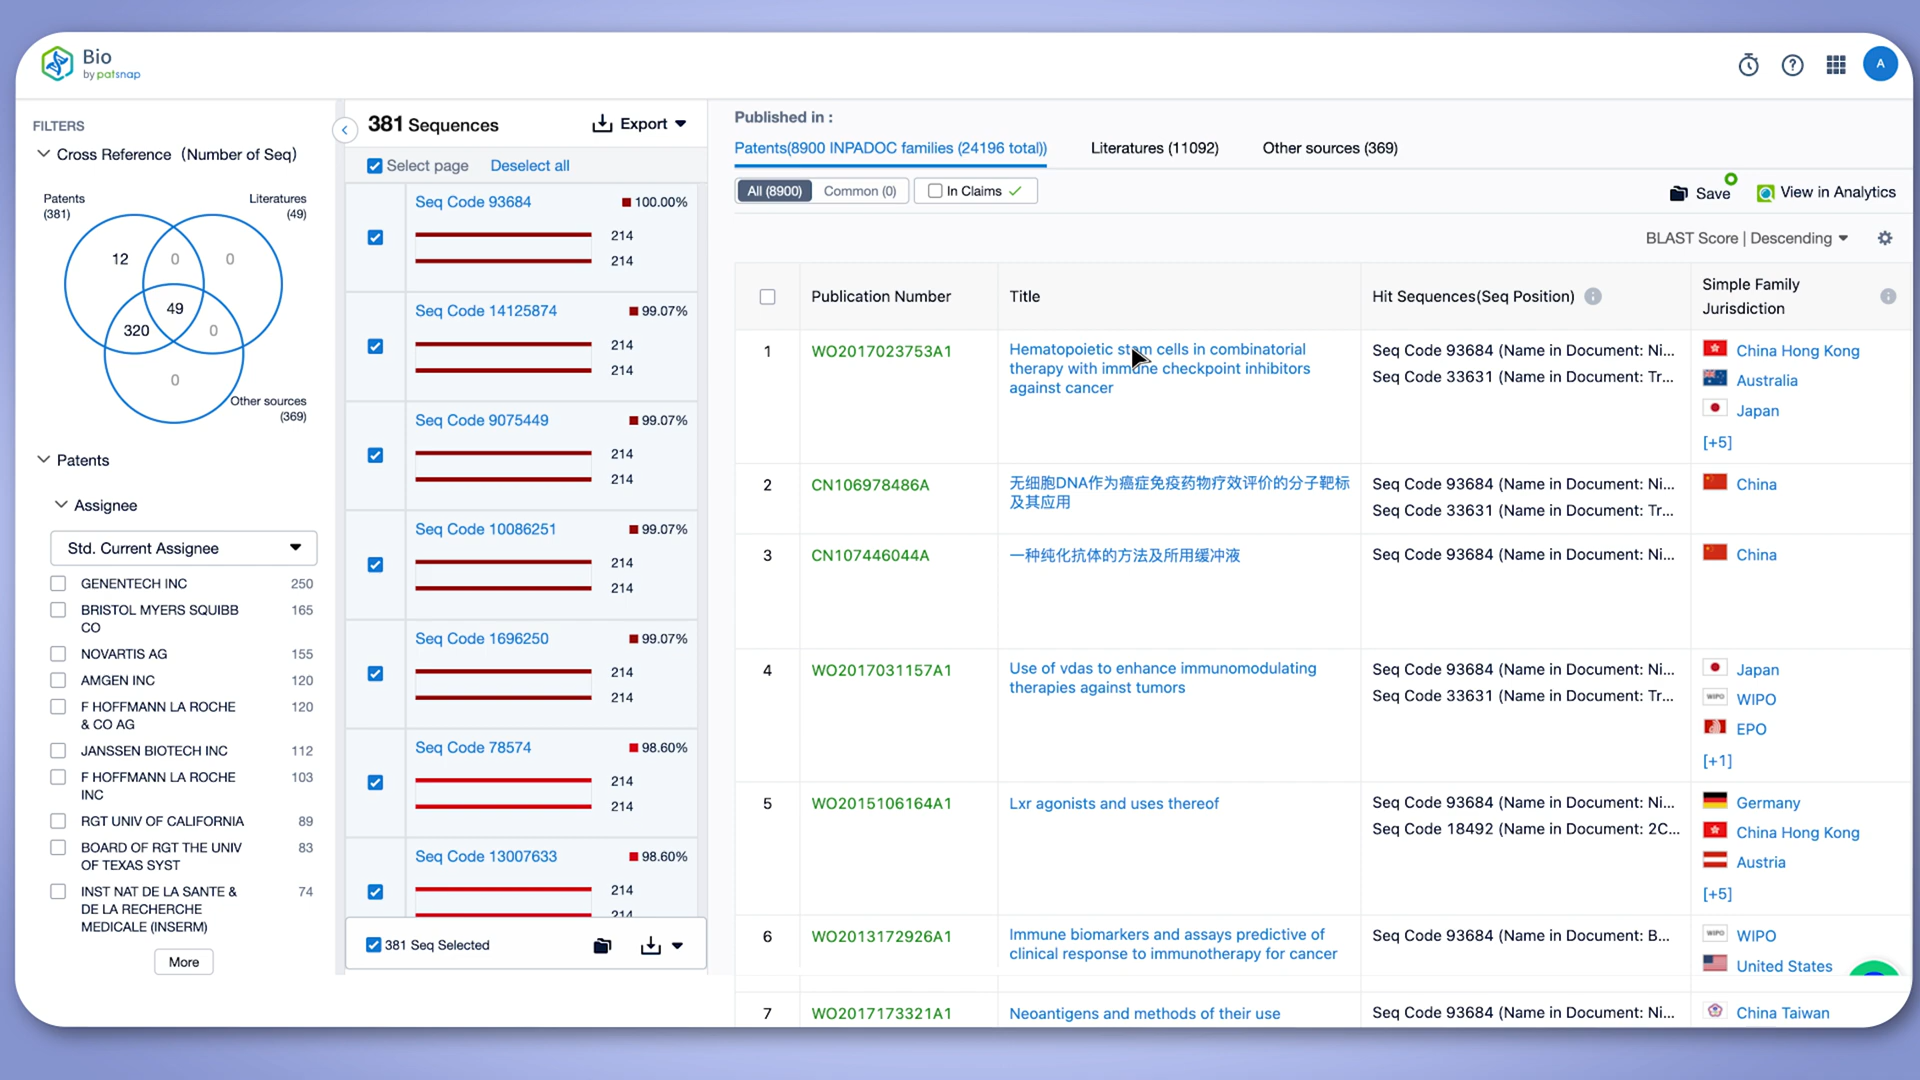 Bio
by patsnap
A
FILTERS
Cross Reference (Number of Seq)
Patents
(381)
Literatures
(49)
12
0
0
49
320
0
0
Other sources
(369)
Patents
Assignee
Std. Current Assignee
GENENTECH INC 250
BRISTOL MYERS SQUIBB 165
CO
NOVARTIS AG 155
AMGEN INC 120
F HOFFMANN LA ROCHE 120
& CO AG
JANSSEN BIOTECH INC 112
F HOFFMANN LA ROCHE 103
INC
RGT UNIV OF CALIFORNIA 89
BOARD OF RGT THE UNIV 83
OF TEXAS SYST
INST NAT DE LA SANTE & 74
DE LA RECHERCHE
MEDICALE (INSERM)
More
381 Sequences
Export
Select page Deselect all
Seq Code 93684 100.00%
214
214
Seq Code 14125874 99.07%
214
214
Seq Code 9075449 99.07%
214
214
Seq Code 10086251 99.07%
214
214
Seq Code 1696250 99.07%
214
214
Seq Code 78574 98.60%
214
214
Seq Code 13007633 98.60%
214
214
381 Seq Selected
Published in :
Patents(8900 INPADOC families (24196 total)) Literatures (11092) Other sources (369)
All (8900) Common (0) In Claims
Save View in Analytics
BLAST Score | Descending
Publication Number Title Hit Sequences(Seq Position) Simple Family
Jurisdiction
1 WO2017023753A1
Hematopoietic stem cells in combinatorial
therapy with immune checkpoint inhibitors
against cancer
Seq Code 93684 (Name in Document: Ni...
Seq Code 33631 (Name in Document: Tr...
China Hong Kong
Australia
Japan
[+5]
2 CN106978486A
无细胞DNA作为癌症免疫药物疗效评价的分子靶标
及其应用
Seq Code 93684 (Name in Document: Ni...
Seq Code 33631 (Name in Document: Tr...
China
3 CN107446044A
一种纯化抗体的方法及所用缓冲液
Seq Code 93684 (Name in Document: Ni...
China
4 WO2017031157A1
Use of vdas to enhance immunomodulating
therapies against tumors
Seq Code 93684 (Name in Document: Ni...
Seq Code 33631 (Name in Document: Tr...
Japan
WIPO WIPO
EPO
[+1]
5 WO2015106164A1
Lxr agonists and uses thereof
Seq Code 93684 (Name in Document: Ni...
Seq Code 18492 (Name in Document: 2C...
Germany
China Hong Kong
Austria
[+5]
6 WO2013172926A1
Immune biomarkers and assays predictive of
clinical response to immunotherapy for cancer
Seq Code 93684 (Name in Document: B...
WIPO WIPO
United States
7 WO2017173321A1
Neoantigens and methods of their use
Seq Code 93684 (Name in Document: Ni...
China Taiwan